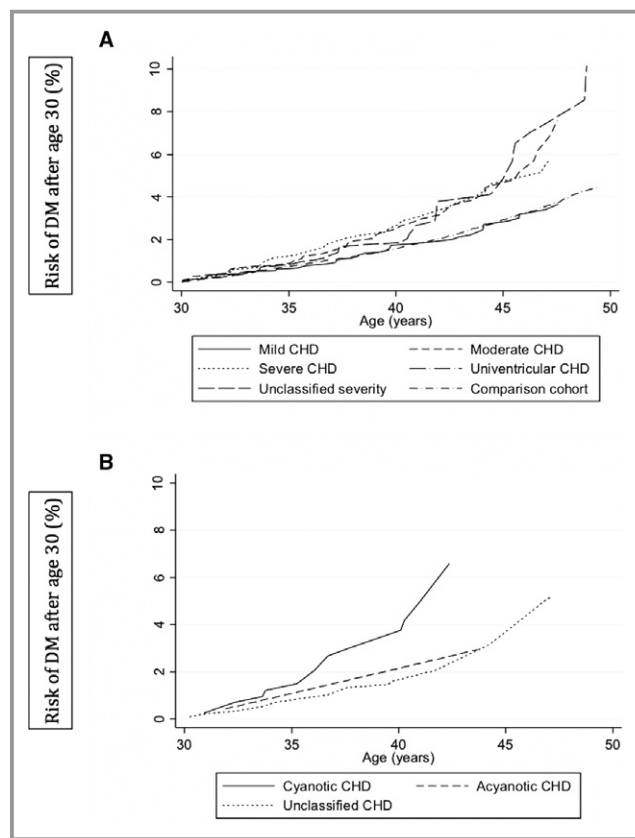 A
Risk of DM after age 30 (%)
10
8
6
4
2
0
30 35 40 45 50
Age (years)
Mild CHD Moderate CHD
Severe CHD Univentricular CHD
Unclassified severity Comparison cohort
B
Risk of DM after age 30 (%)
10
8
6
4
2
0
30 35 40 45 50
Age (years)
Cyanotic CHD Acyanotic CHD
Unclassified CHD